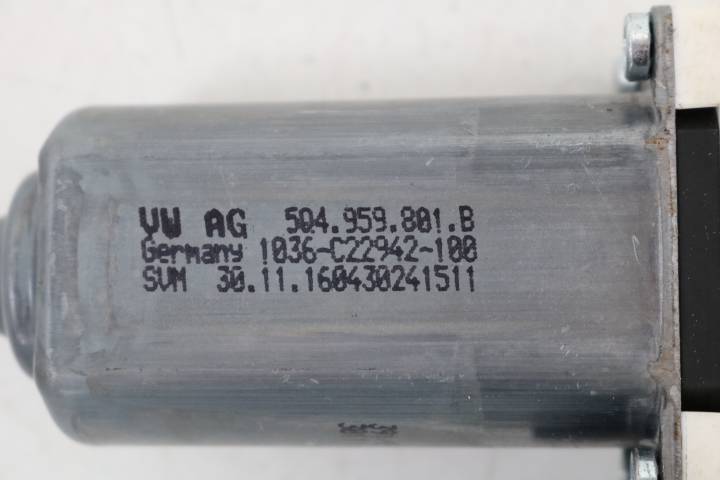 VW AG 5Q4.959.801.B
Germany 1036-C22942-100
SVM 30.11.160430241511